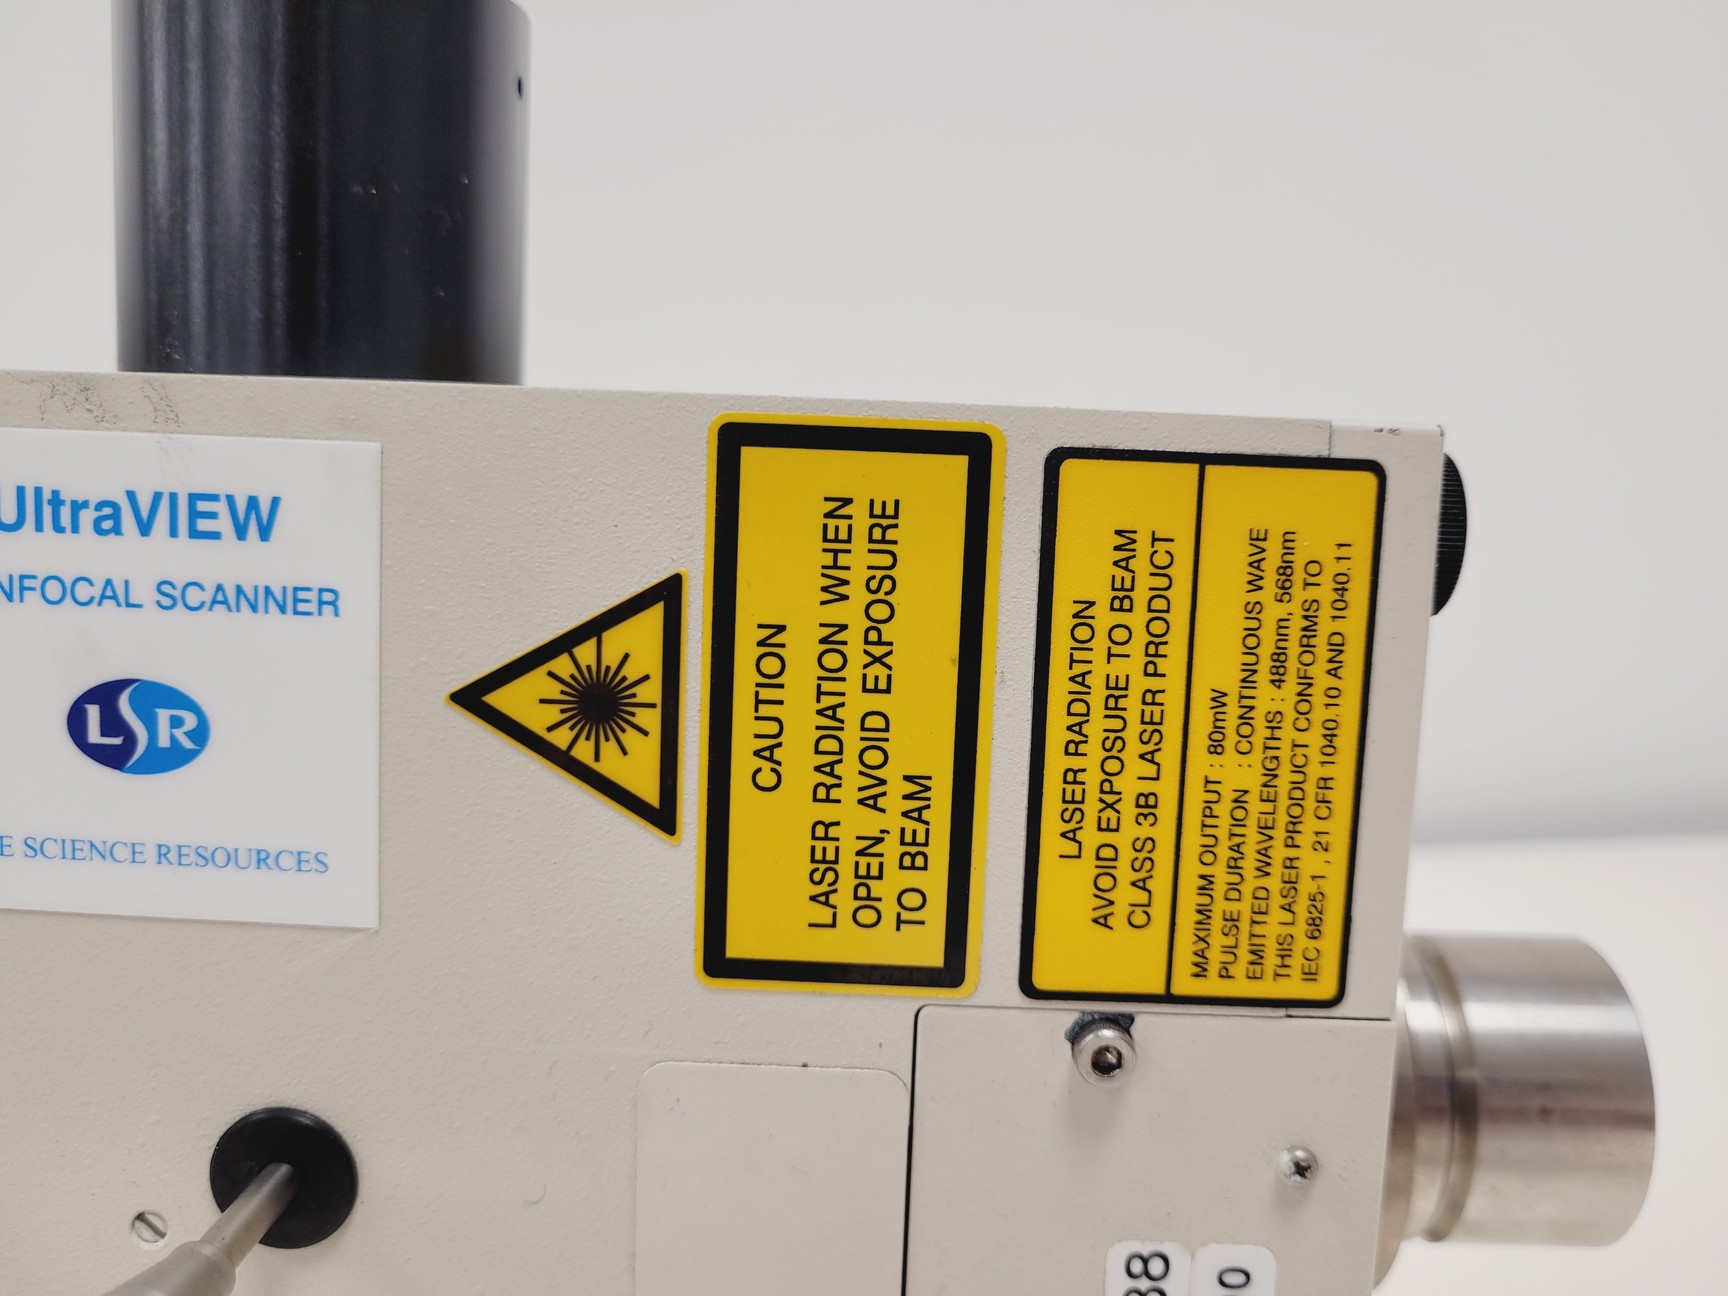 UltraVIEW
NFOCAL SCANNER
LSR
E SCIENCE RESOURCES
CAUTION
LASER RADIATION WHEN
OPEN, AVOID EXPOSURE
TO BEAM
LASER RADIATION
AVOID EXPOSURE TO BEAM
CLASS 3B LASER PRODUCT
MAXIMUM OUTPUT : 80mW
PULSE DURATION : CONTINUOUS WAVE
EMITTED WAVELENGTHS : 488nm, 568nm
THIS LASER PRODUCT CONFORMS TO
IEC 6825-1 , 21 CFR 1040.10 AND 1040.11